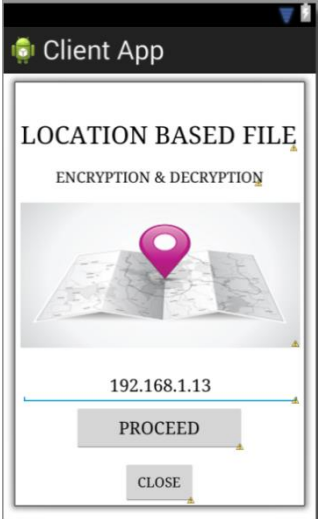 Client App
LOCATION BASED FILE
ENCRYPTION & DECRYPTION
192.168.1.13
PROCEED
CLOSE